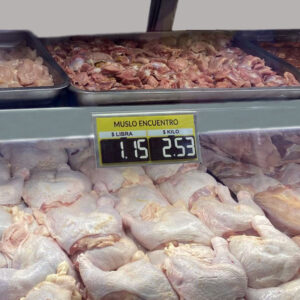 MUSLO ENCUENTRO
$ LIBRA $ KILO
1.15 2.53